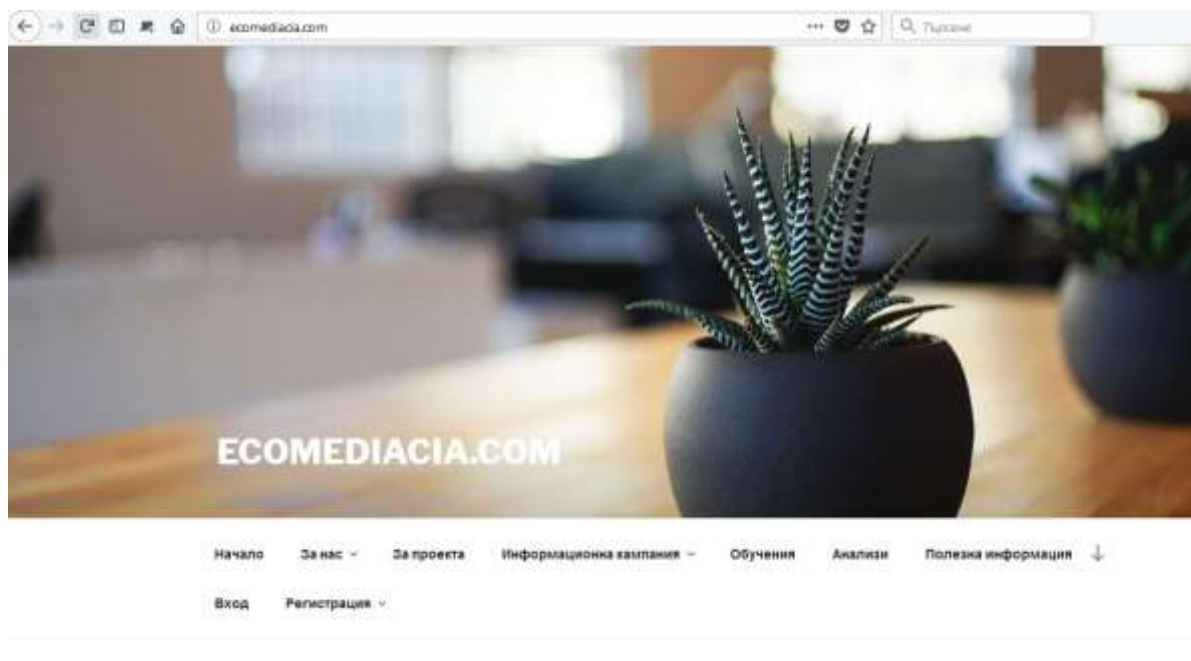 ecomediacia.com
Търсене
ECOMEDIACIA.COM
Начало За нас За проекта Информационна кампания Обучения Анализи Полезна информация
Вход Регистрация